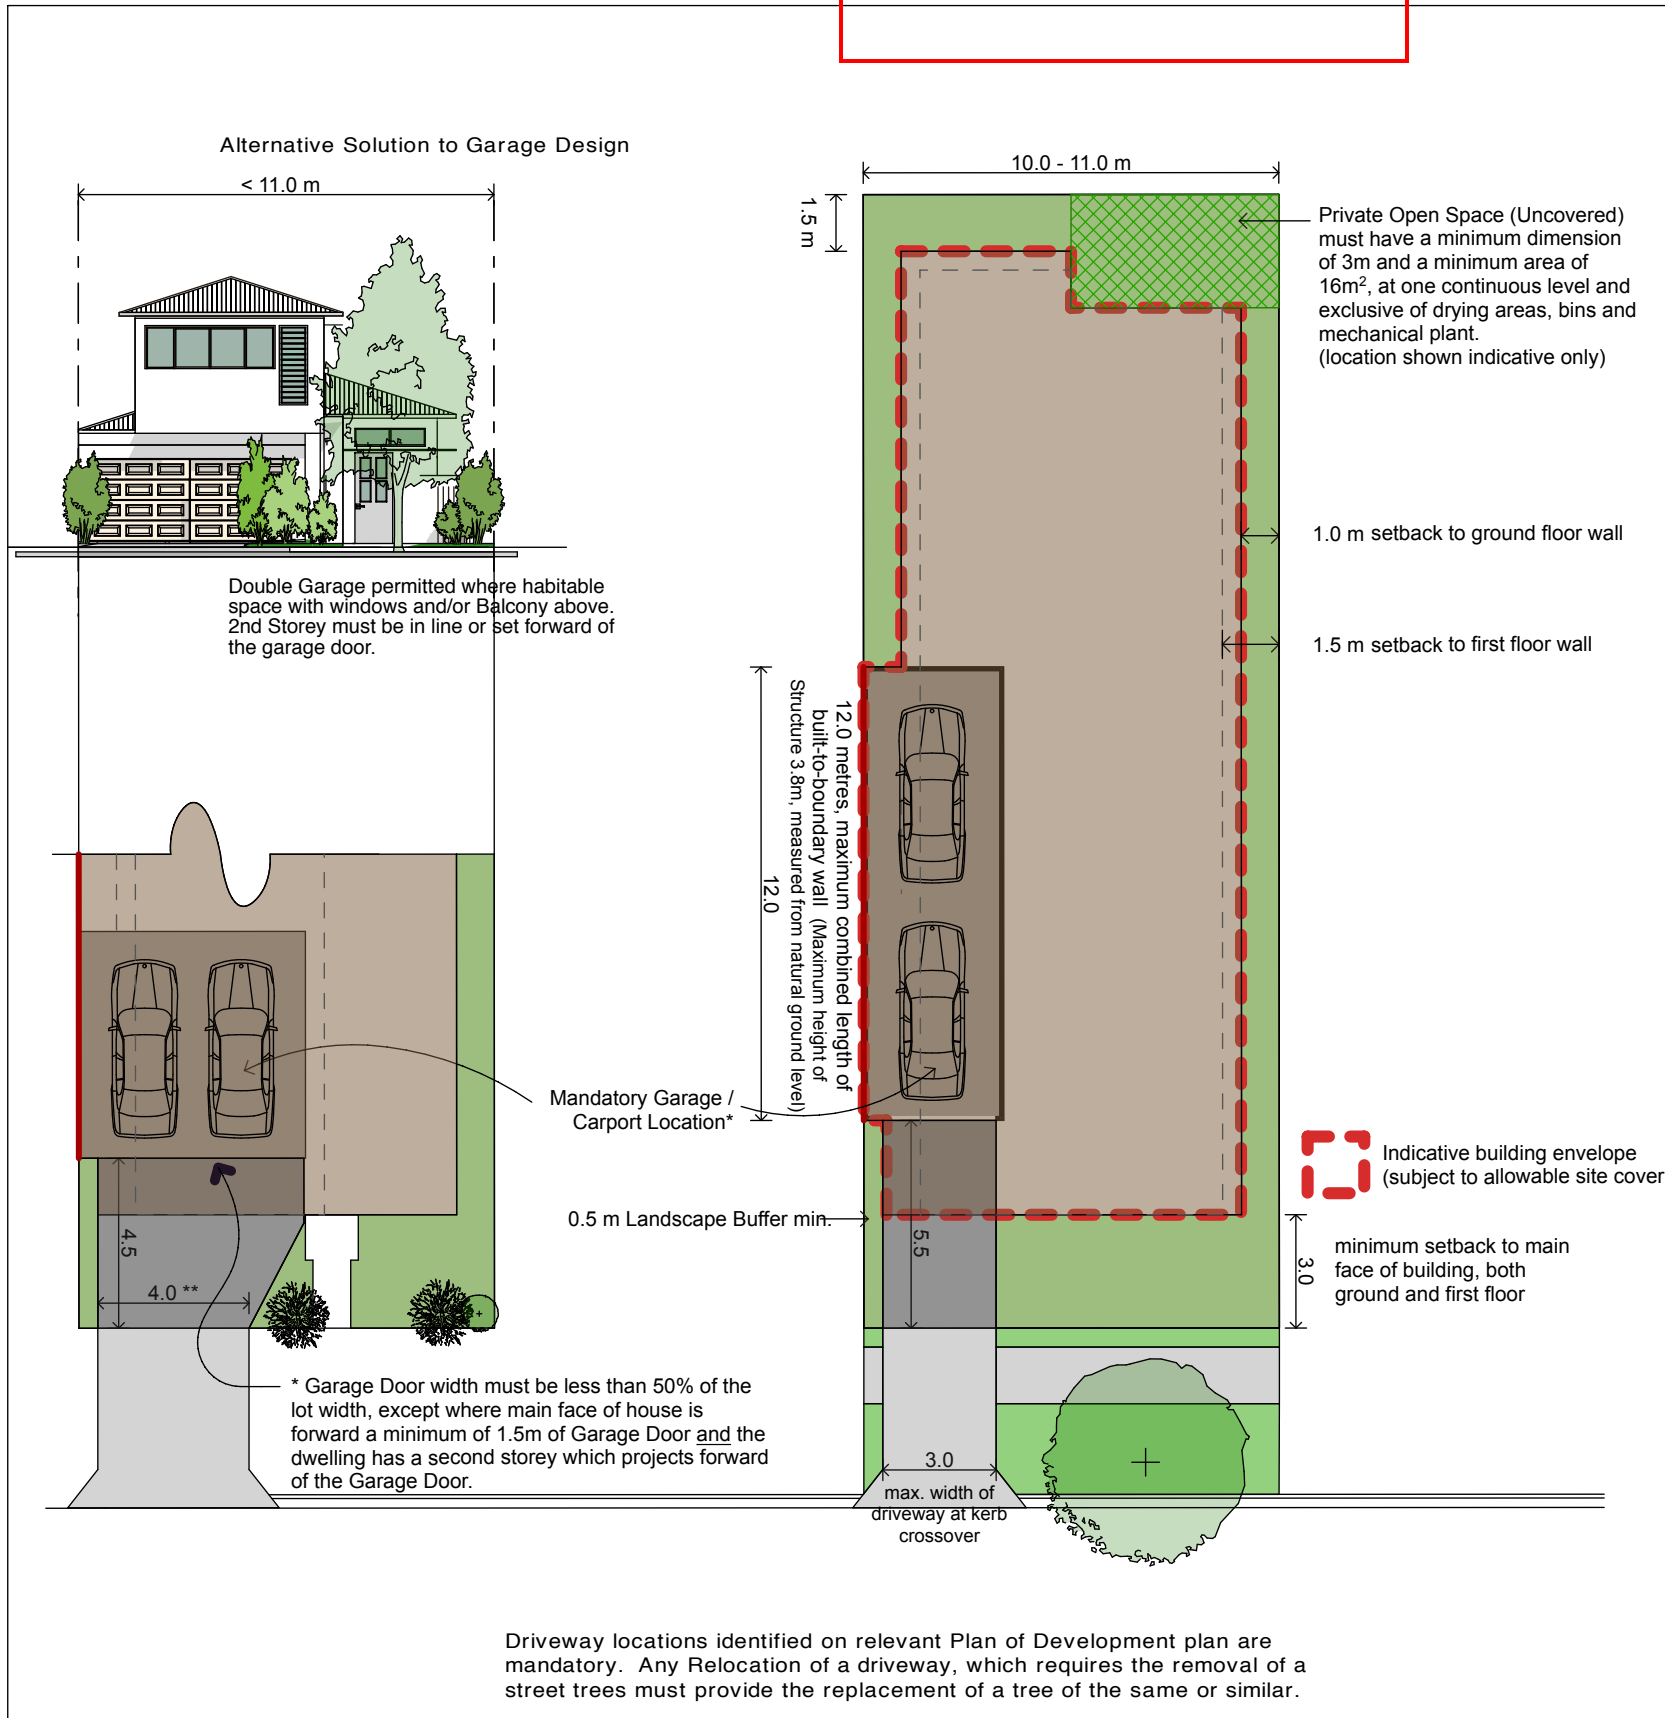 Alternative Solution to Garage Design
< 11.0 m
10.0 - 11.0 m
1.5 m
Private Open Space (Uncovered)
must have a minimum dimension
of 3m and a minimum area of
16m², at one continuous level and
exclusive of drying areas, bins and
mechanical plant.
(location shown indicative only)
1.0 m setback to ground floor wall
Double Garage permitted where habitable
space with windows and/or Balcony above.
2nd Storey must be in line or set forward of
the garage door.
1.5 m setback to first floor wall
12.0 metres, maximum combined length of
built-to-boundary wall (Maximum height of
Structure 3.8m, measured from natural ground level)
12.0
Mandatory Garage /
Carport Location*
Indicative building envelope
(subject to allowable site cover
0.5 m Landscape Buffer min.
4.5
5.5
3.0
minimum setback to main
face of building, both
ground and first floor
4.0 **
* Garage Door width must be less than 50% of the
lot width, except where main face of house is
forward a minimum of 1.5m of Garage Door and the
dwelling has a second storey which projects forward
of the Garage Door.
3.0
max. width of
driveway at kerb
crossover
Driveway locations identified on relevant Plan of Development plan are
mandatory. Any Relocation of a driveway, which requires the removal of a
street trees must provide the replacement of a tree of the same or similar.